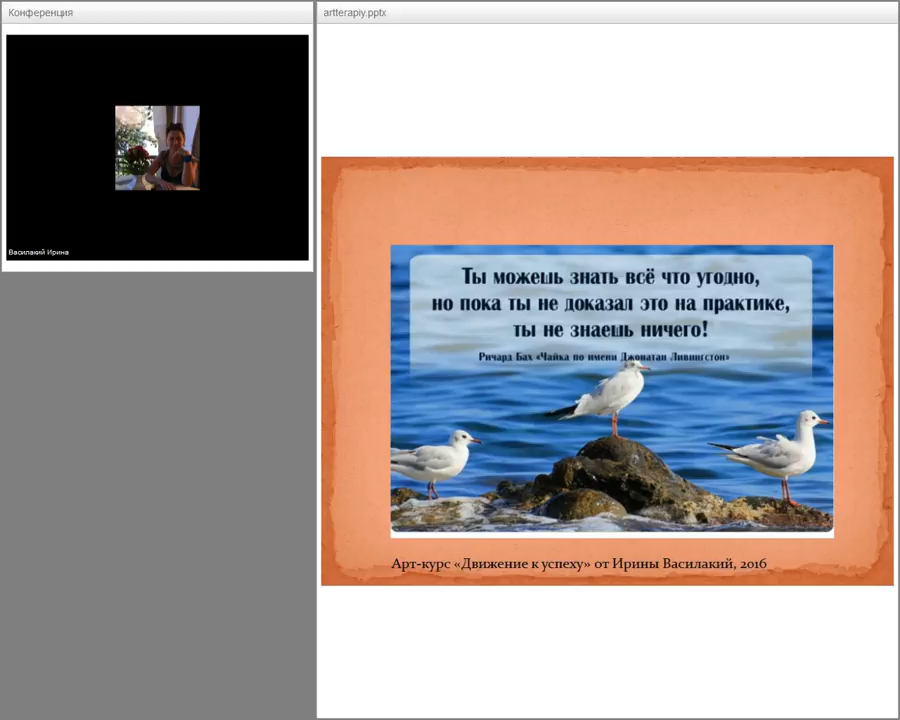 Конференция
Василакий Ирина
artterapiy.pptx
Ты можешь знать всё что угодно,
но пока ты не доказал это на практике,
ты не знаешь ничего!
Ричард Бах «Чайка по имени Джонатан Ливингстон»
Арт-курс «Движение к успеху» от Ирины Василакий, 2016